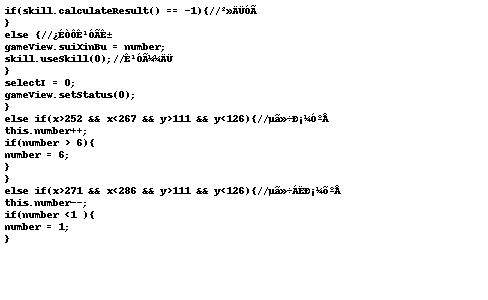 if(skill.calculateResult() == -1){//²»ÄÜÓÃ
}
else {//¿ÉÒÔÊ¹ÓÃÊ±
gameView.suiXinBu = number;
skill.useSkill(0);//Ê¹ÓÃ¼¼ÄÜ
}
selectI = 0;
gameView.setStatus(0);
}
else if(x>252 && x<267 && y>111 && y<126){//µã»÷Ð¡¼ÓºÅ
this.number++;
if(number > 6){
number = 6;
}
}
else if(x>271 && x<286 && y>111 && y<126){//µã»÷ÁËÐ¡¼õºÅ
this.number--;
if(number <1 ){
number = 1;
}